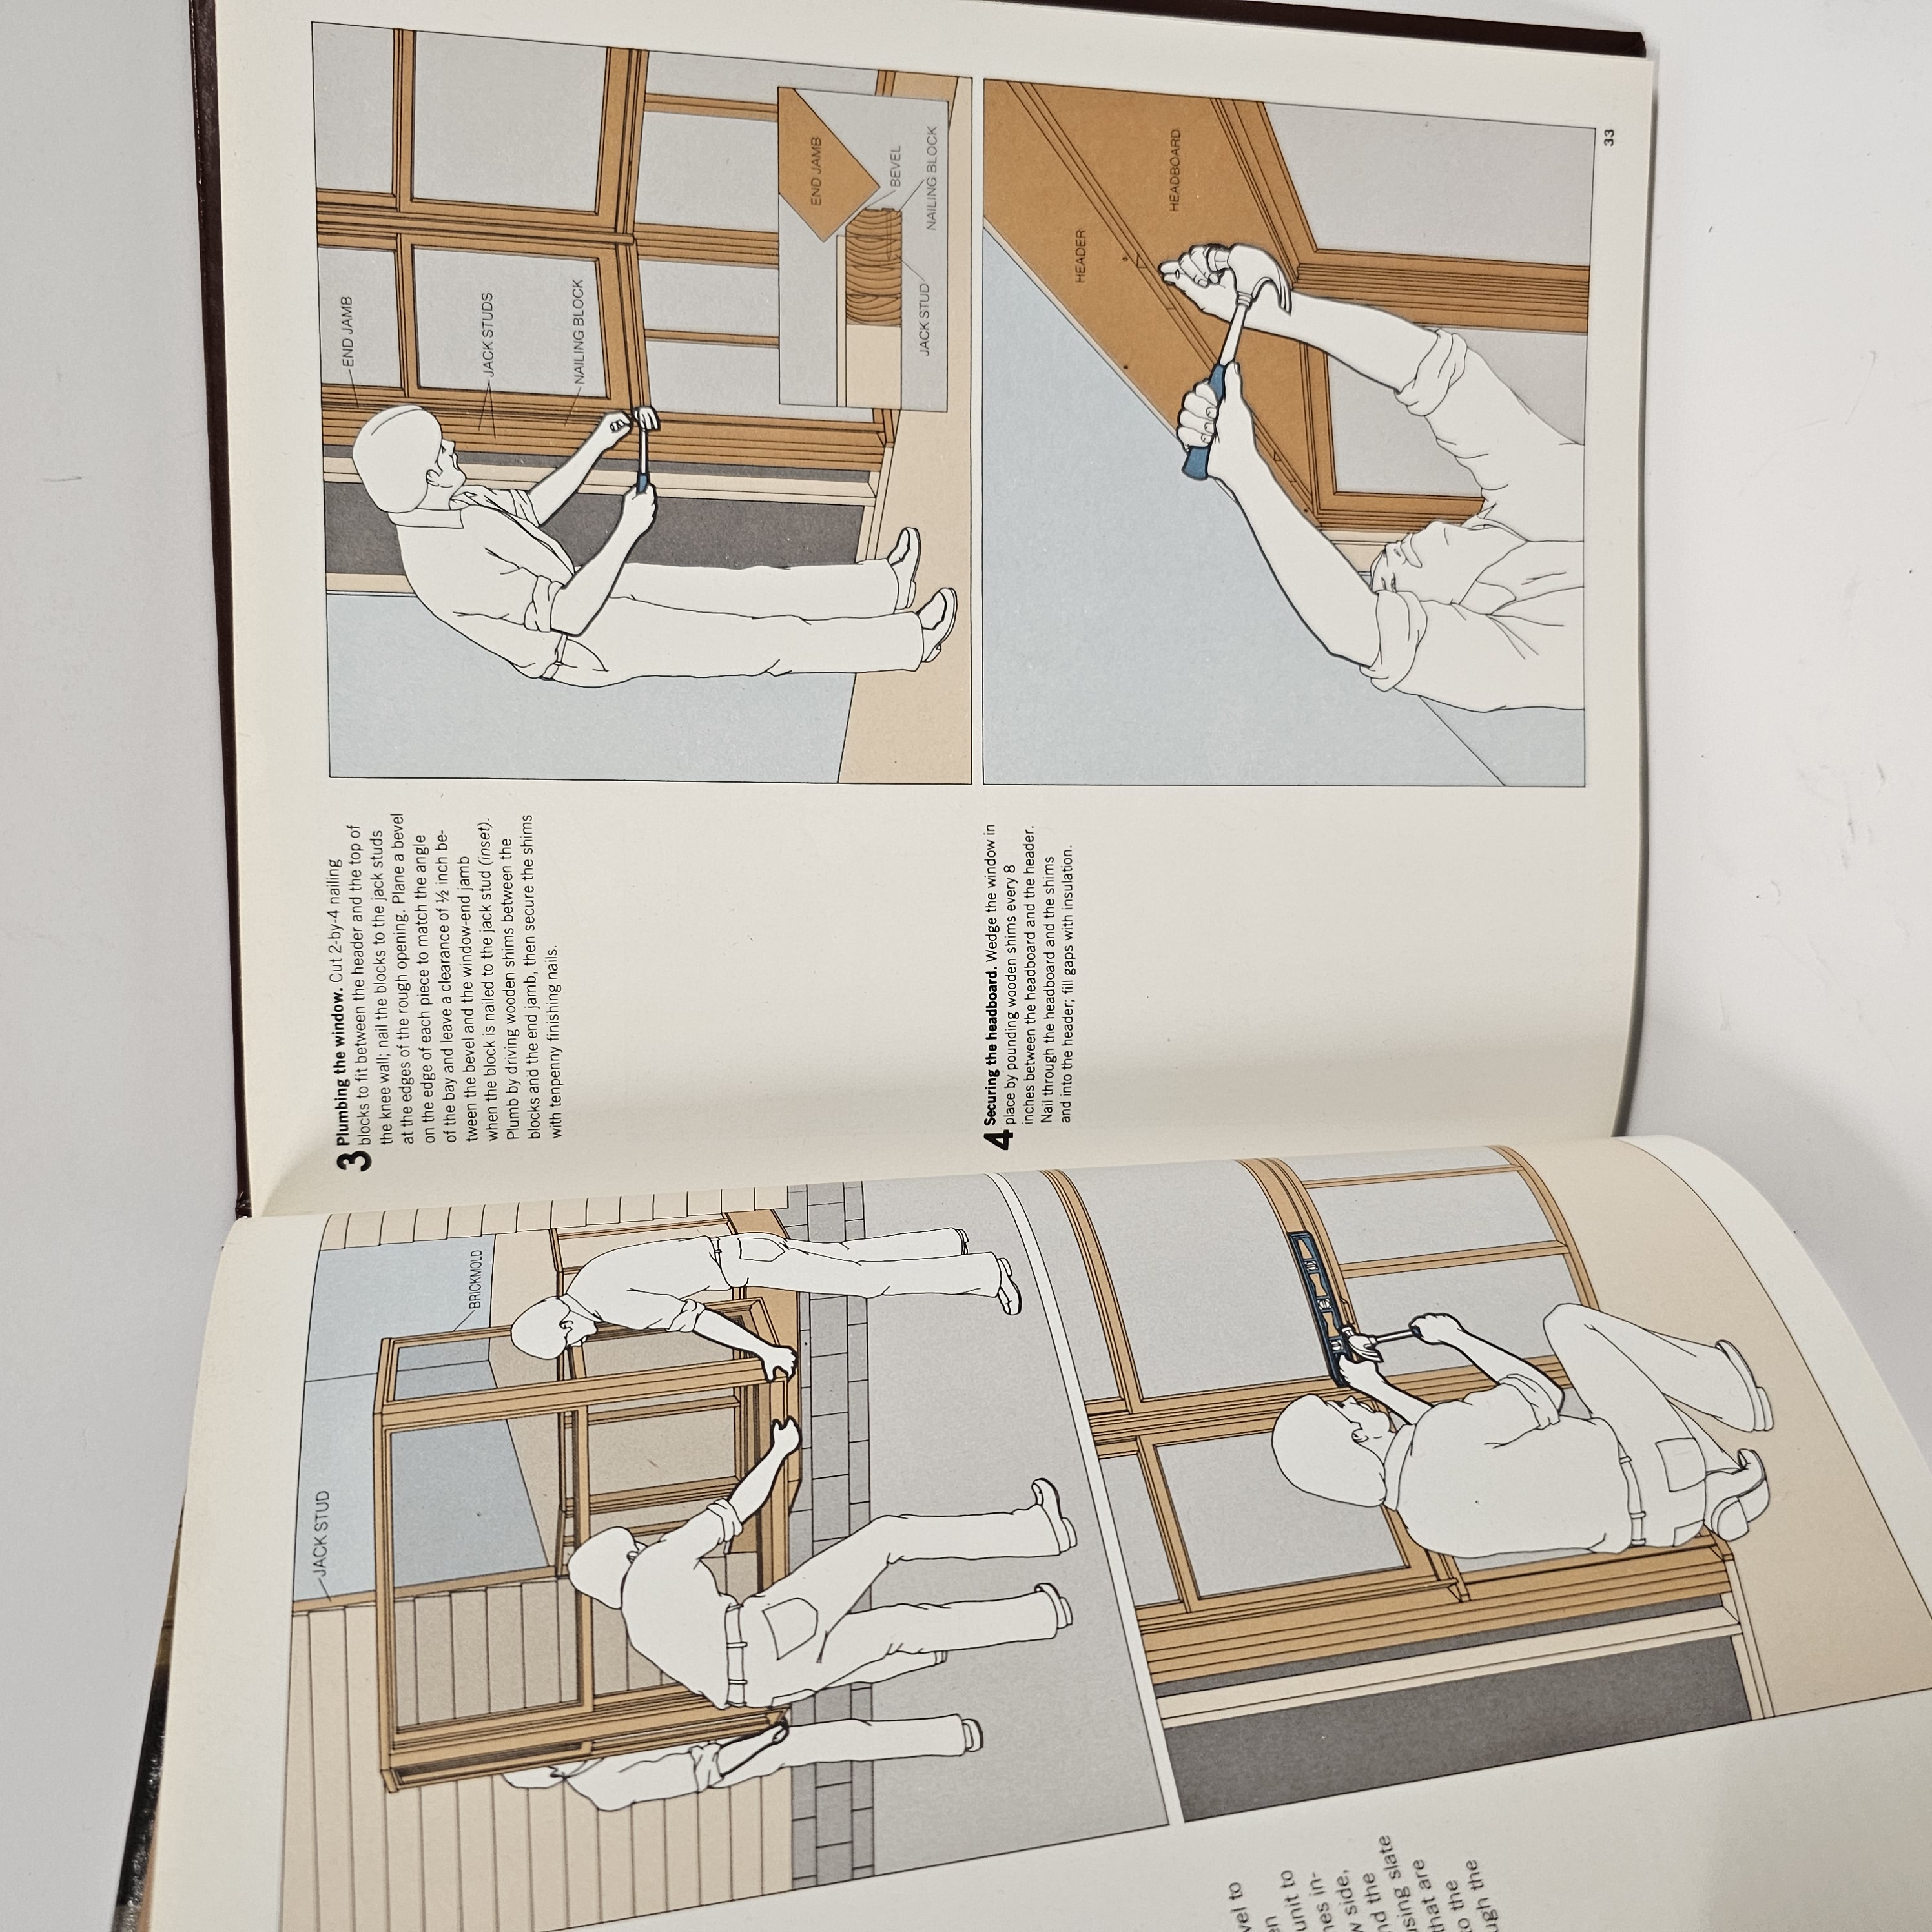 JACK STUD
BRICKMOLD
vel to
en
unit to
nes in-
w side,
nd the
using slate
that are
to the
ugh the
3 Plumbing the window. Cut 2-by-4 nailing
blocks to fit between the header and the top of
the knee wall; nail the blocks to the jack studs
at the edges of the rough opening. Plane a bevel
on the edge of each piece to match the angle
of the bay and leave a clearance of ½ inch be-
tween the bevel and the window-end jamb
when the block is nailed to the jack stud (inset).
Plumb by driving wooden shims between the
blocks and the end jamb, then secure the shims
with tenpenny finishing nails.
END JAMB
JACK STUDS
NAILING BLOCK
END JAMB
BEVEL
JACK STUD
NAILING BLOCK
4 Securing the headboard. Wedge the window in
place by pounding wooden shims every 8
inches between the headboard and the header.
Nail through the headboard and the shims
and into the header; fill gaps with insulation.
HEADER
HEADBOARD
33